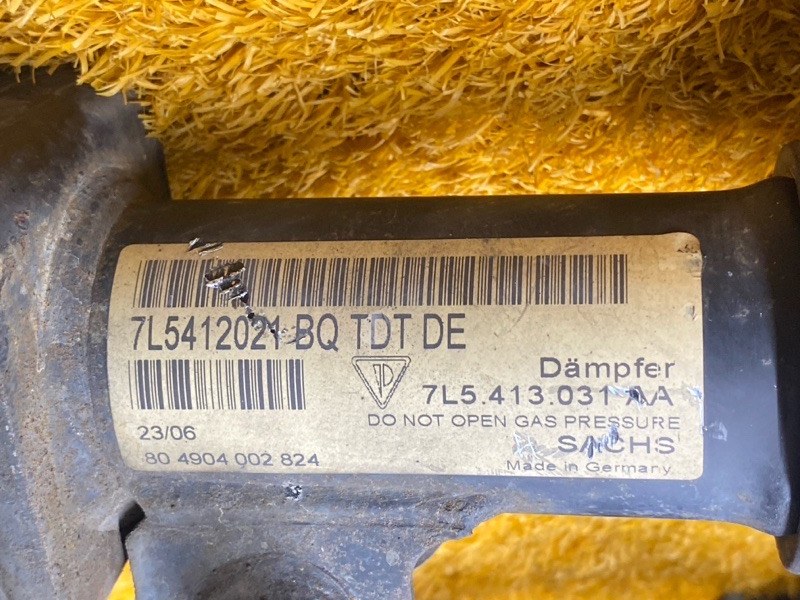 7L5412021 BQ TDT DE
Dämpfer
7L5.413.031 AA
DO NOT OPEN GAS PRESSURE
23/06
SACHS
80 4904 002 824
Made in Germany